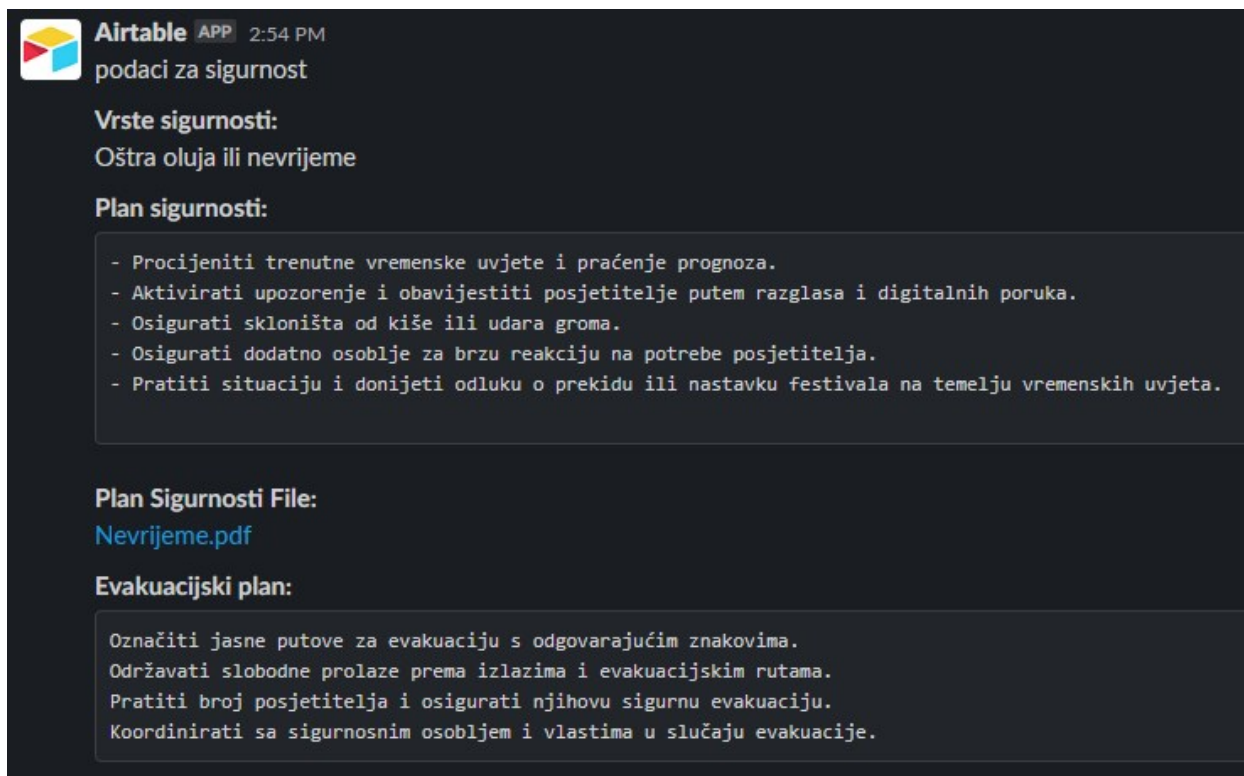 Airtable APP 2:54 PM
podaci za sigurnost
Vrste sigurnosti:
Oštra oluja ili nevrijeme
Plan sigurnosti:
- Procijeniti trenutne vremenske uvjete i praćenje prognoza.
- Aktivirati upozorenje i obavijestiti posjetitelje putem razglasa i digitalnih poruka.
- Osigurati skloništa od kiše ili udara groma.
- Osigurati dodatno osoblje za brzu reakciju na potrebe posjetitelja.
- Pratiti situaciju i donijeti odluku o prekidu ili nastavku festivala na temelju vremenskih uvjeta.
Plan Sigurnosti File:
Nevrijeme.pdf
Evakuacijski plan:
Označiti jasne putove za evakuaciju s odgovarajućim znakovima.
Održavati slobodne prolaze prema izlazima i evakuacijskim rutama.
Pratiti broj posjetitelja i osigurati njihovu sigurnu evakuaciju.
Koordinirati sa sigurnosnim osobljem i vlastima u slučaju evakuacije.